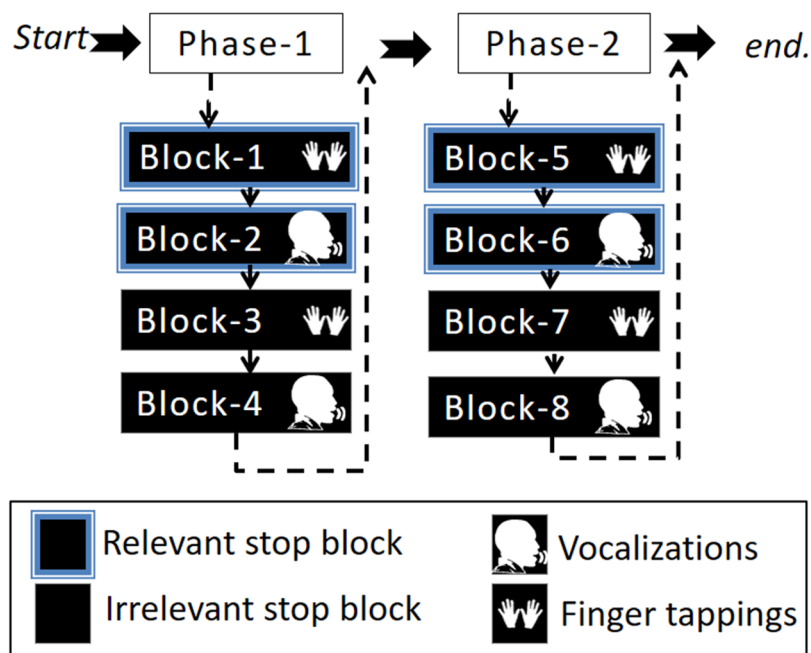 Start
Phase-1
Phase-2
end.
Block-1
Block-5
Block-2
Block-6
Block-3
Block-7
Block-4
Block-8
Relevant stop block
Vocalizations
Irrelevant stop block
Finger tappings